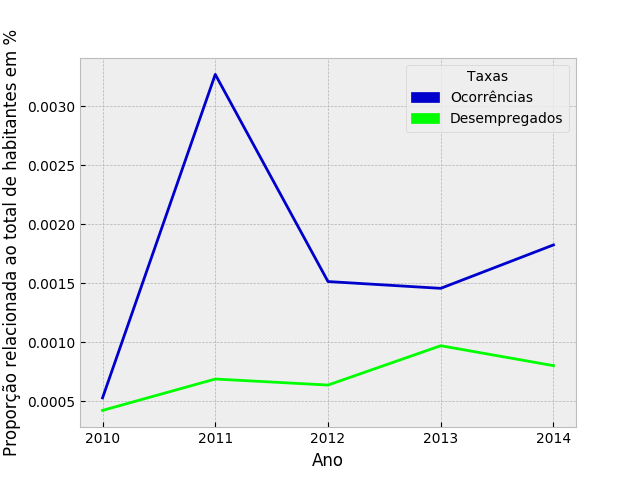 Proporção relacionada ao total de habitantes em %
0.0030
0.0025
0.0020
0.0015
0.0010
0.0005
Taxas
Ocorrências
Desempregados
2010 2011 2012 2013 2014
Ano